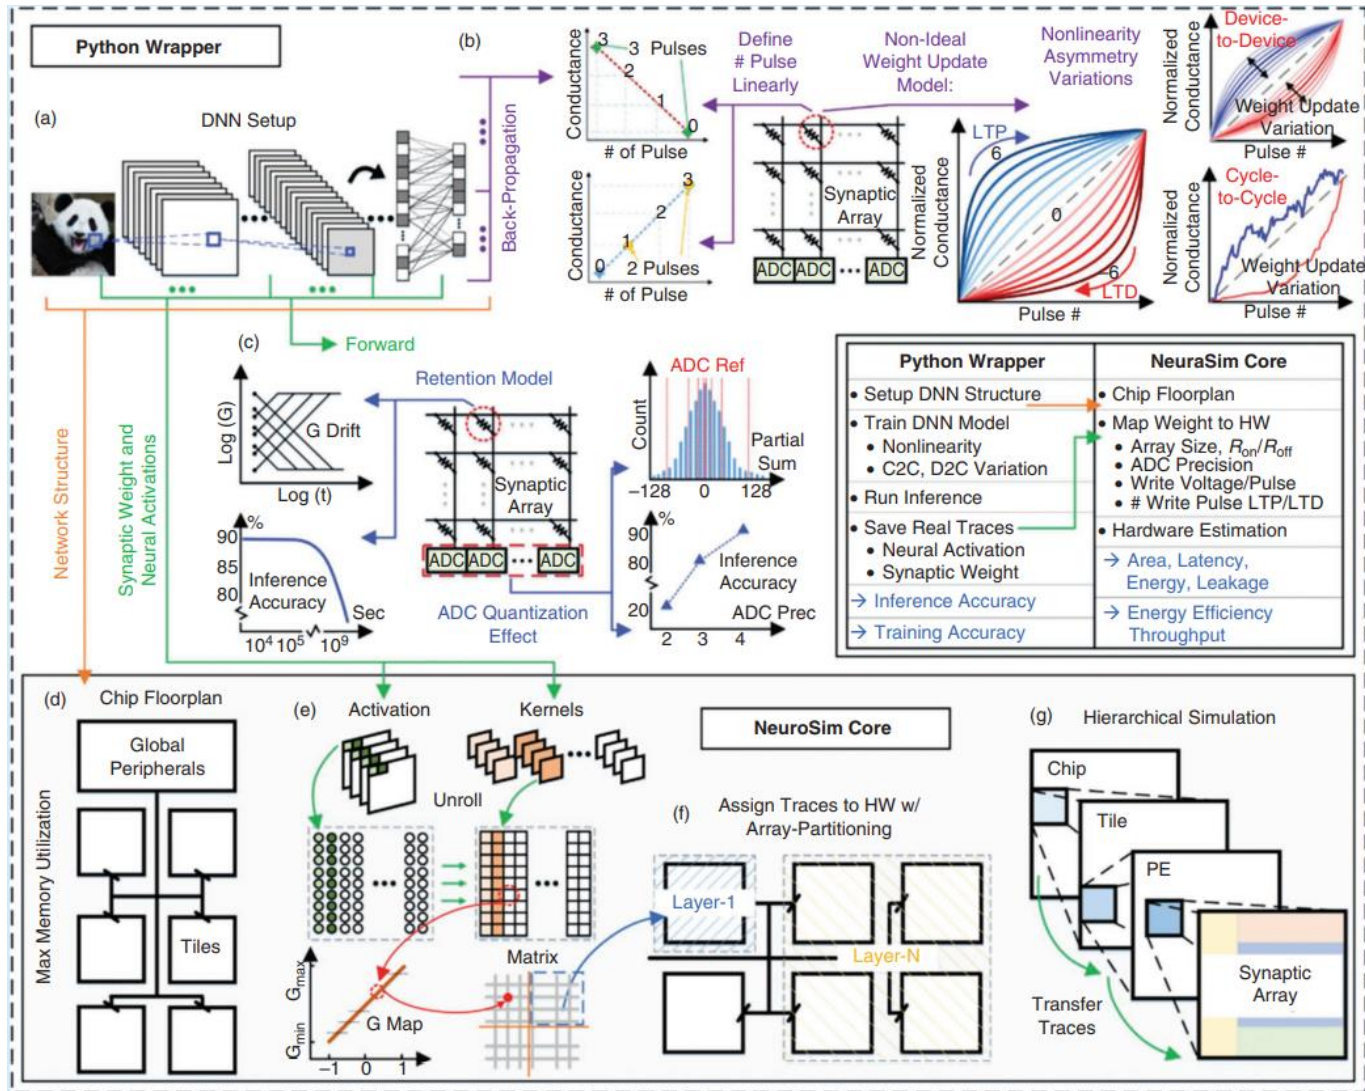 Python Wrapper
(a)
DNN Setup
Back-Propagation
(b)
Conductance
3
3 Pulses
2
1
0
# of Pulse
Conductance
3
2
1
0
2 Pulses
# of Pulse
Define
# Pulse
Linearly
Non-Ideal
Weight Update
Model:
Synaptic
Array
ADC ADC ••• ADC
Nonlinearity
Asymmetry
Variations
Normalized
Conductance
LTP
6
0
−6
LTD
Pulse #
Normalized
Conductance
Device-
to-Device
Weight Update
Variation
Pulse #
Normalized
Conductance
Cycle-
to-Cycle
Weight Update
Variation
Pulse #
Forward
Network Structure
Synaptic Weight and
Neural Activations
(c)
Log (G)
G Drift
Log (t)
Retention Model
%
90
85
80
Inference
Accuracy
Sec
10⁴ 10⁵ 10⁹
Synaptic
Array
ADC ADC ••• ADC
ADC Quantization
Effect
ADC Ref
Count
Partial
Sum
−128 0 128
%
90
80
20
Inference
Accuracy
ADC Prec
2 3 4
Python Wrapper
• Setup DNN Structure
• Train DNN Model
• Nonlinearity
• C2C, D2C Variation
• Run Inference
• Save Real Traces
• Neural Activation
• Synaptic Weight
→ Inference Accuracy
→ Training Accuracy
NeuraSim Core
• Chip Floorplan
• Map Weight to HW
• Array Size, Ron/Roff
• ADC Precision
• Write Voltage/Pulse
• # Write Pulse LTP/LTD
• Hardware Estimation
→ Area, Latency,
Energy, Leakage
→ Energy Efficiency
Throughput
(d)
Chip Floorplan
Max Memory Utilization
Global
Peripherals
Tiles
(e)
Activation
Kernels
Unroll
Gmax
Gmin
G Map
−1 0 1
Matrix
NeuroSim Core
(f)
Assign Traces to HW w/
Array-Partitioning
Layer-1
Layer-N
(g)
Hierarchical Simulation
Chip
Tile
PE
Synaptic
Array
Transfer
Traces